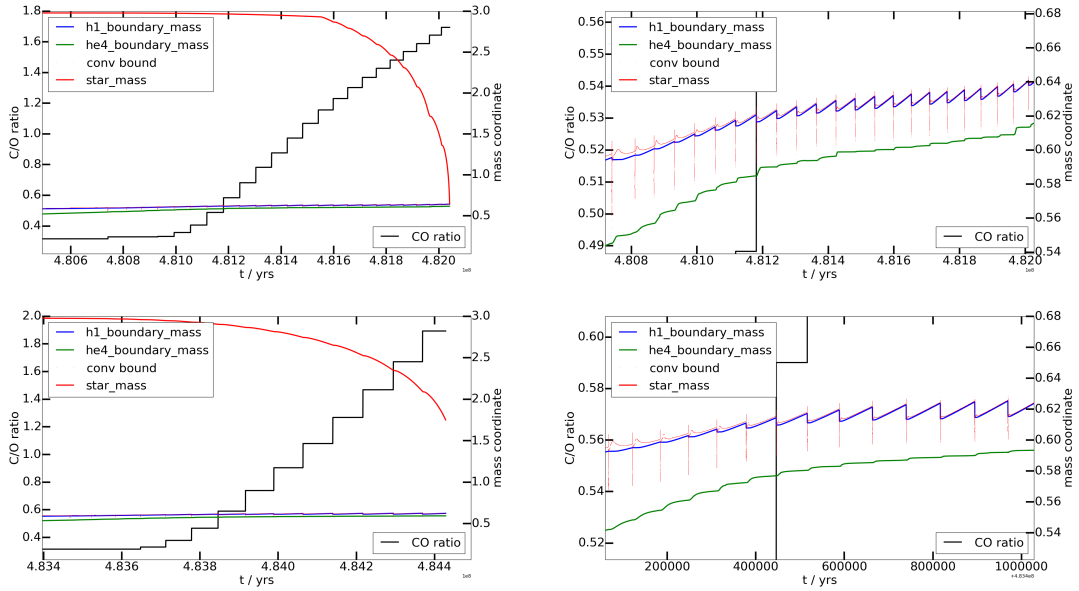 1.8
1.6
1.4
1.2
1.0
0.8
0.6
0.4
C/O ratio
h1_boundary_mass
he4_boundary_mass
conv bound
star_mass
CO ratio
3.0
2.5
2.0
1.5
1.0
0.5
mass coordinate
4.806 4.808 4.810 4.812 4.814 4.816 4.818 4.820
t / yrs
1e8
0.56
0.55
0.54
0.53
0.52
0.51
0.50
0.49
C/O ratio
h1_boundary_mass
he4_boundary_mass
conv bound
star_mass
CO ratio
0.68
0.66
0.64
0.62
0.60
0.58
0.56
0.54
mass coordinate
4.808 4.810 4.812 4.814 4.816 4.818 4.820
t / yrs
1e8
2.0
1.8
1.6
1.4
1.2
1.0
0.8
0.6
0.4
C/O ratio
h1_boundary_mass
he4_boundary_mass
conv bound
star_mass
CO ratio
3.0
2.5
2.0
1.5
1.0
0.5
mass coordinate
4.834 4.836 4.838 4.840 4.842 4.844
t / yrs
1e8
0.60
0.58
0.56
0.54
0.52
C/O ratio
h1_boundary_mass
he4_boundary_mass
conv bound
star_mass
CO ratio
0.68
0.66
0.64
0.62
0.60
0.58
0.56
0.54
mass coordinate
200000 400000 600000 800000 1000000
t / yrs
+4.834e8